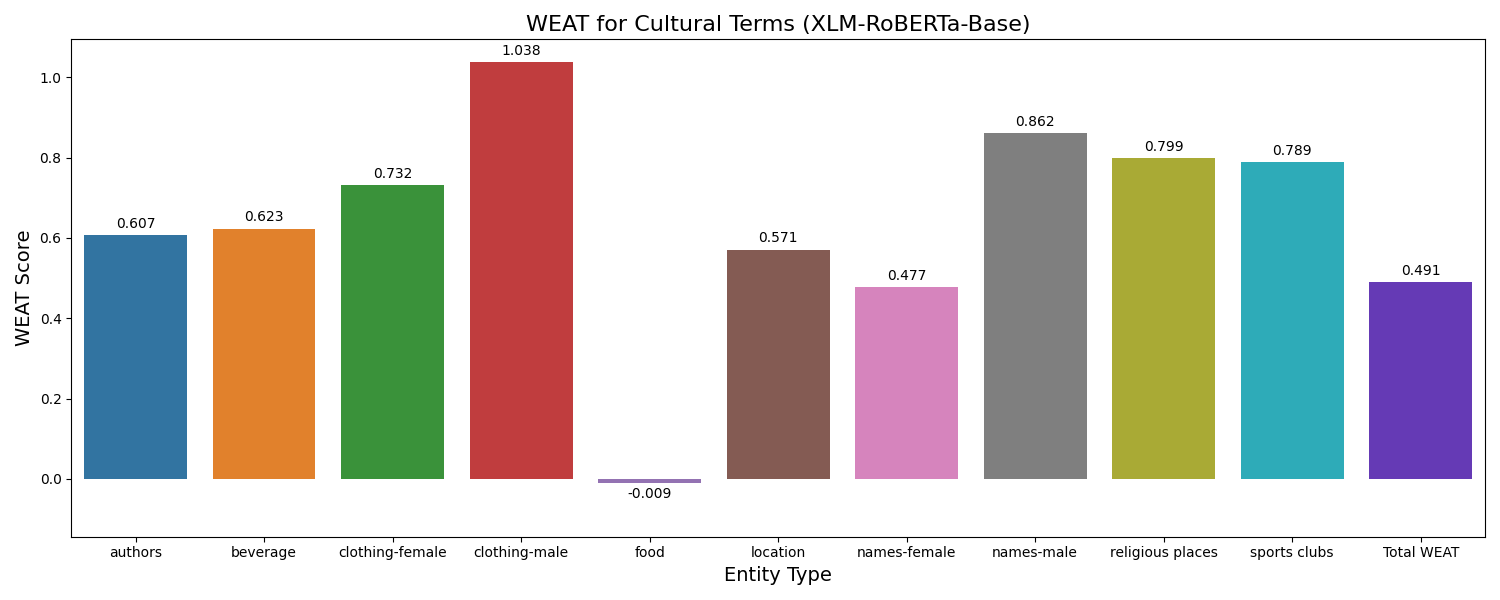 WEAT for Cultural Terms (XLM-RoBERTa-Base)
WEAT Score
1.0
0.8
0.6
0.4
0.2
0.0
0.607
0.623
0.732
1.038
-0.009
0.571
0.477
0.862
0.799
0.789
0.491
authors
beverage
clothing-female
clothing-male
food
location
names-female
names-male
religious places
sports clubs
Total WEAT
Entity Type